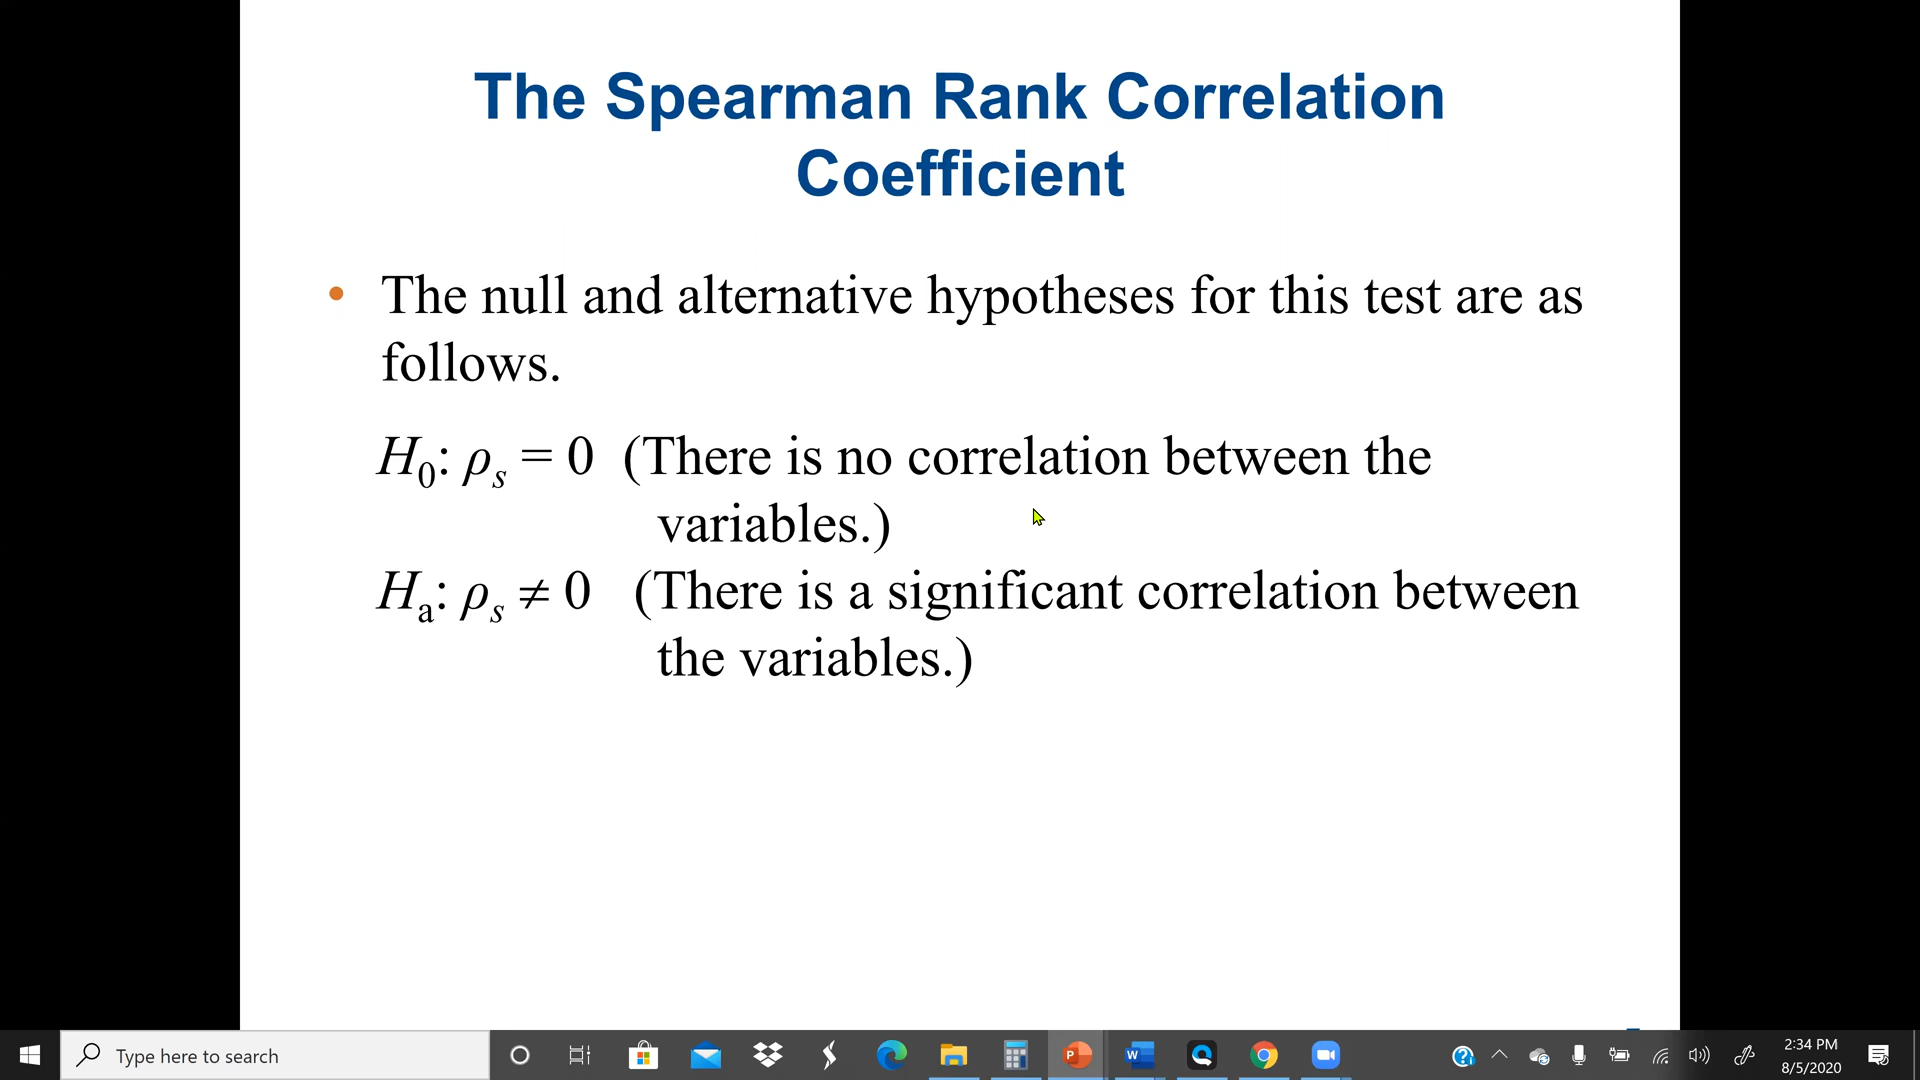 The Spearman Rank Correlation
Coefficient
• The null and alternative hypotheses for this test are as
follows.
H₀: ρₛ = 0 (There is no correlation between the
variables.)
Hₐ: ρₛ ≠ 0 (There is a significant correlation between
the variables.)
Type here to search
2:34 PM
8/5/2020